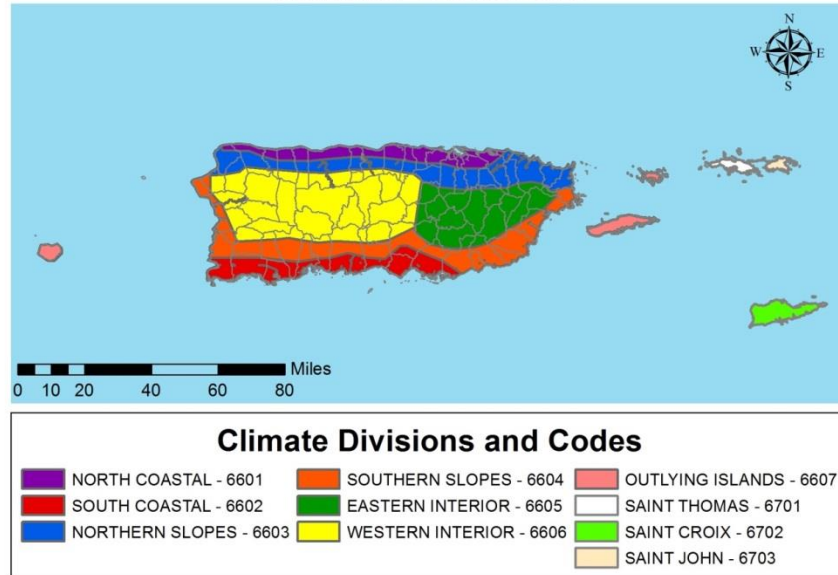 N
W E
S
Miles
0 10 20 40 60 80
Climate Divisions and Codes
NORTH COASTAL - 6601
SOUTH COASTAL - 6602
NORTHERN SLOPES - 6603
SOUTHERN SLOPES - 6604
EASTERN INTERIOR - 6605
WESTERN INTERIOR - 6606
OUTLYING ISLANDS - 6607
SAINT THOMAS - 6701
SAINT CROIX - 6702
SAINT JOHN - 6703